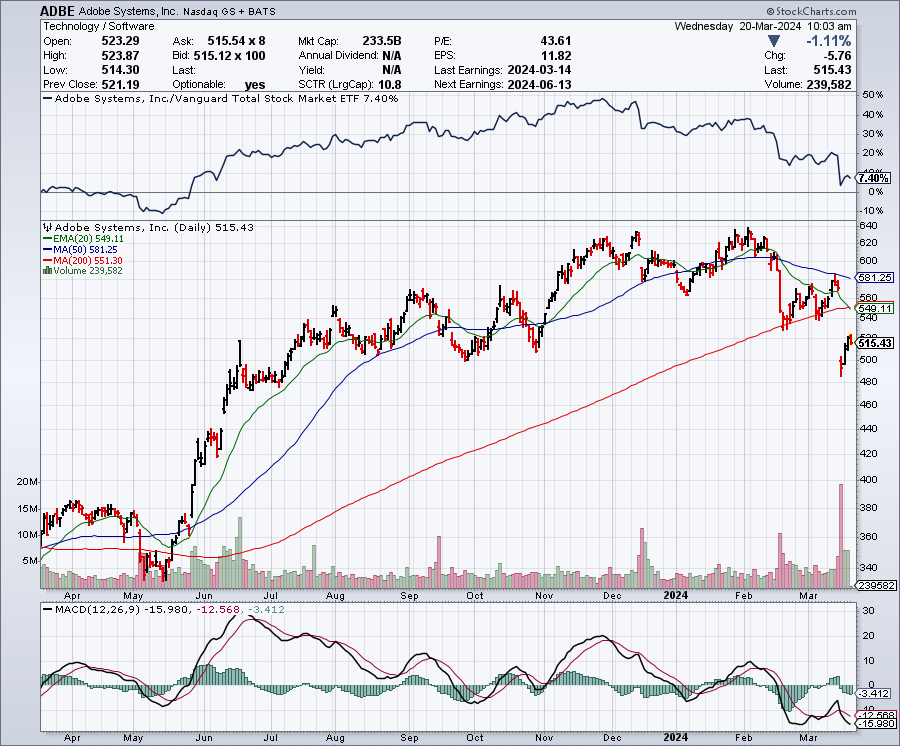 ADBE Adobe Systems, Inc. Nasdaq GS + BATS © StockCharts.com
Technology / Software Wednesday 20-Mar-2024 10:03 am
Open: 523.29 Ask: 515.54 x 8 Mkt Cap: 233.5B P/E: 43.61 ▼ -1.11%
High: 523.87 Bid: 515.12 x 100 Annual Dividend: N/A EPS: 11.82 Chg: -5.76
Low: 514.30 Last: Yield: N/A Last Earnings: 2024-03-14 Last: 515.43
Prev Close: 521.19 Optionable: yes SCTR (LrgCap): 10.8 Next Earnings: 2024-06-13 Volume: 239,582
Adobe Systems, Inc./Vanguard Total Stock Market ETF 7.40%
50%
40%
30%
20%
7.40%
0%
-10%
Adobe Systems, Inc. (Daily) 515.43
EMA(20) 549.11
MA(50) 581.25
MA(200) 551.30
Volume 239,582
640
620
600
581.25
560
549.11
540
515.43
500
480
460
440
420
400
380
360
340
239582
20M
15M
10M
5M
Apr May Jun Jul Aug Sep Oct Nov Dec 2024 Feb Mar
MACD(12,26,9) -15.980, -12.568, -3.412
30
20
10
0
-3.412
-12.568
-15.980
Apr May Jun Jul Aug Sep Oct Nov Dec 2024 Feb Mar